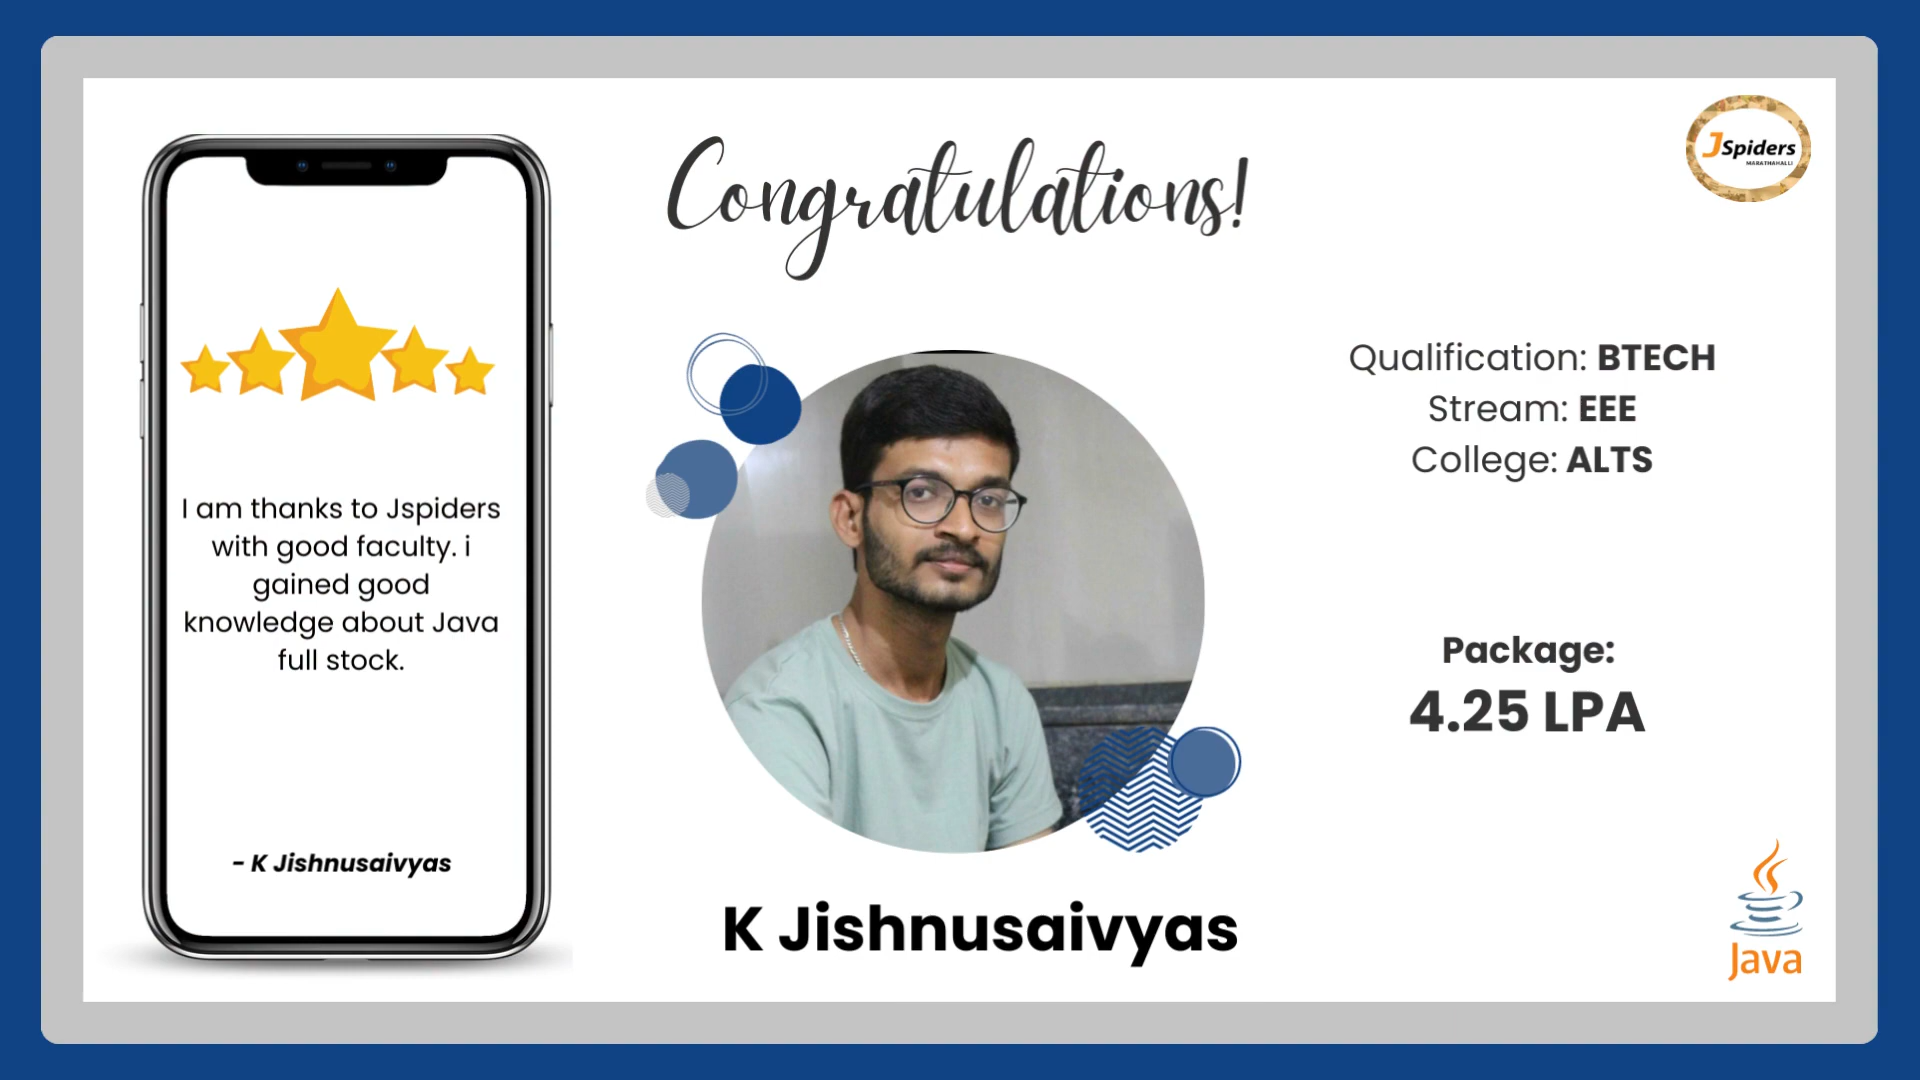 Congratulations!
JSpiders
MARATHAHALLI
I am thanks to Jspiders
with good faculty. i
gained good
knowledge about Java
full stock.
- K Jishnusaivyas
K Jishnusaivyas
Qualification: BTECH
Stream: EEE
College: ALTS
Package:
4.25 LPA
Java